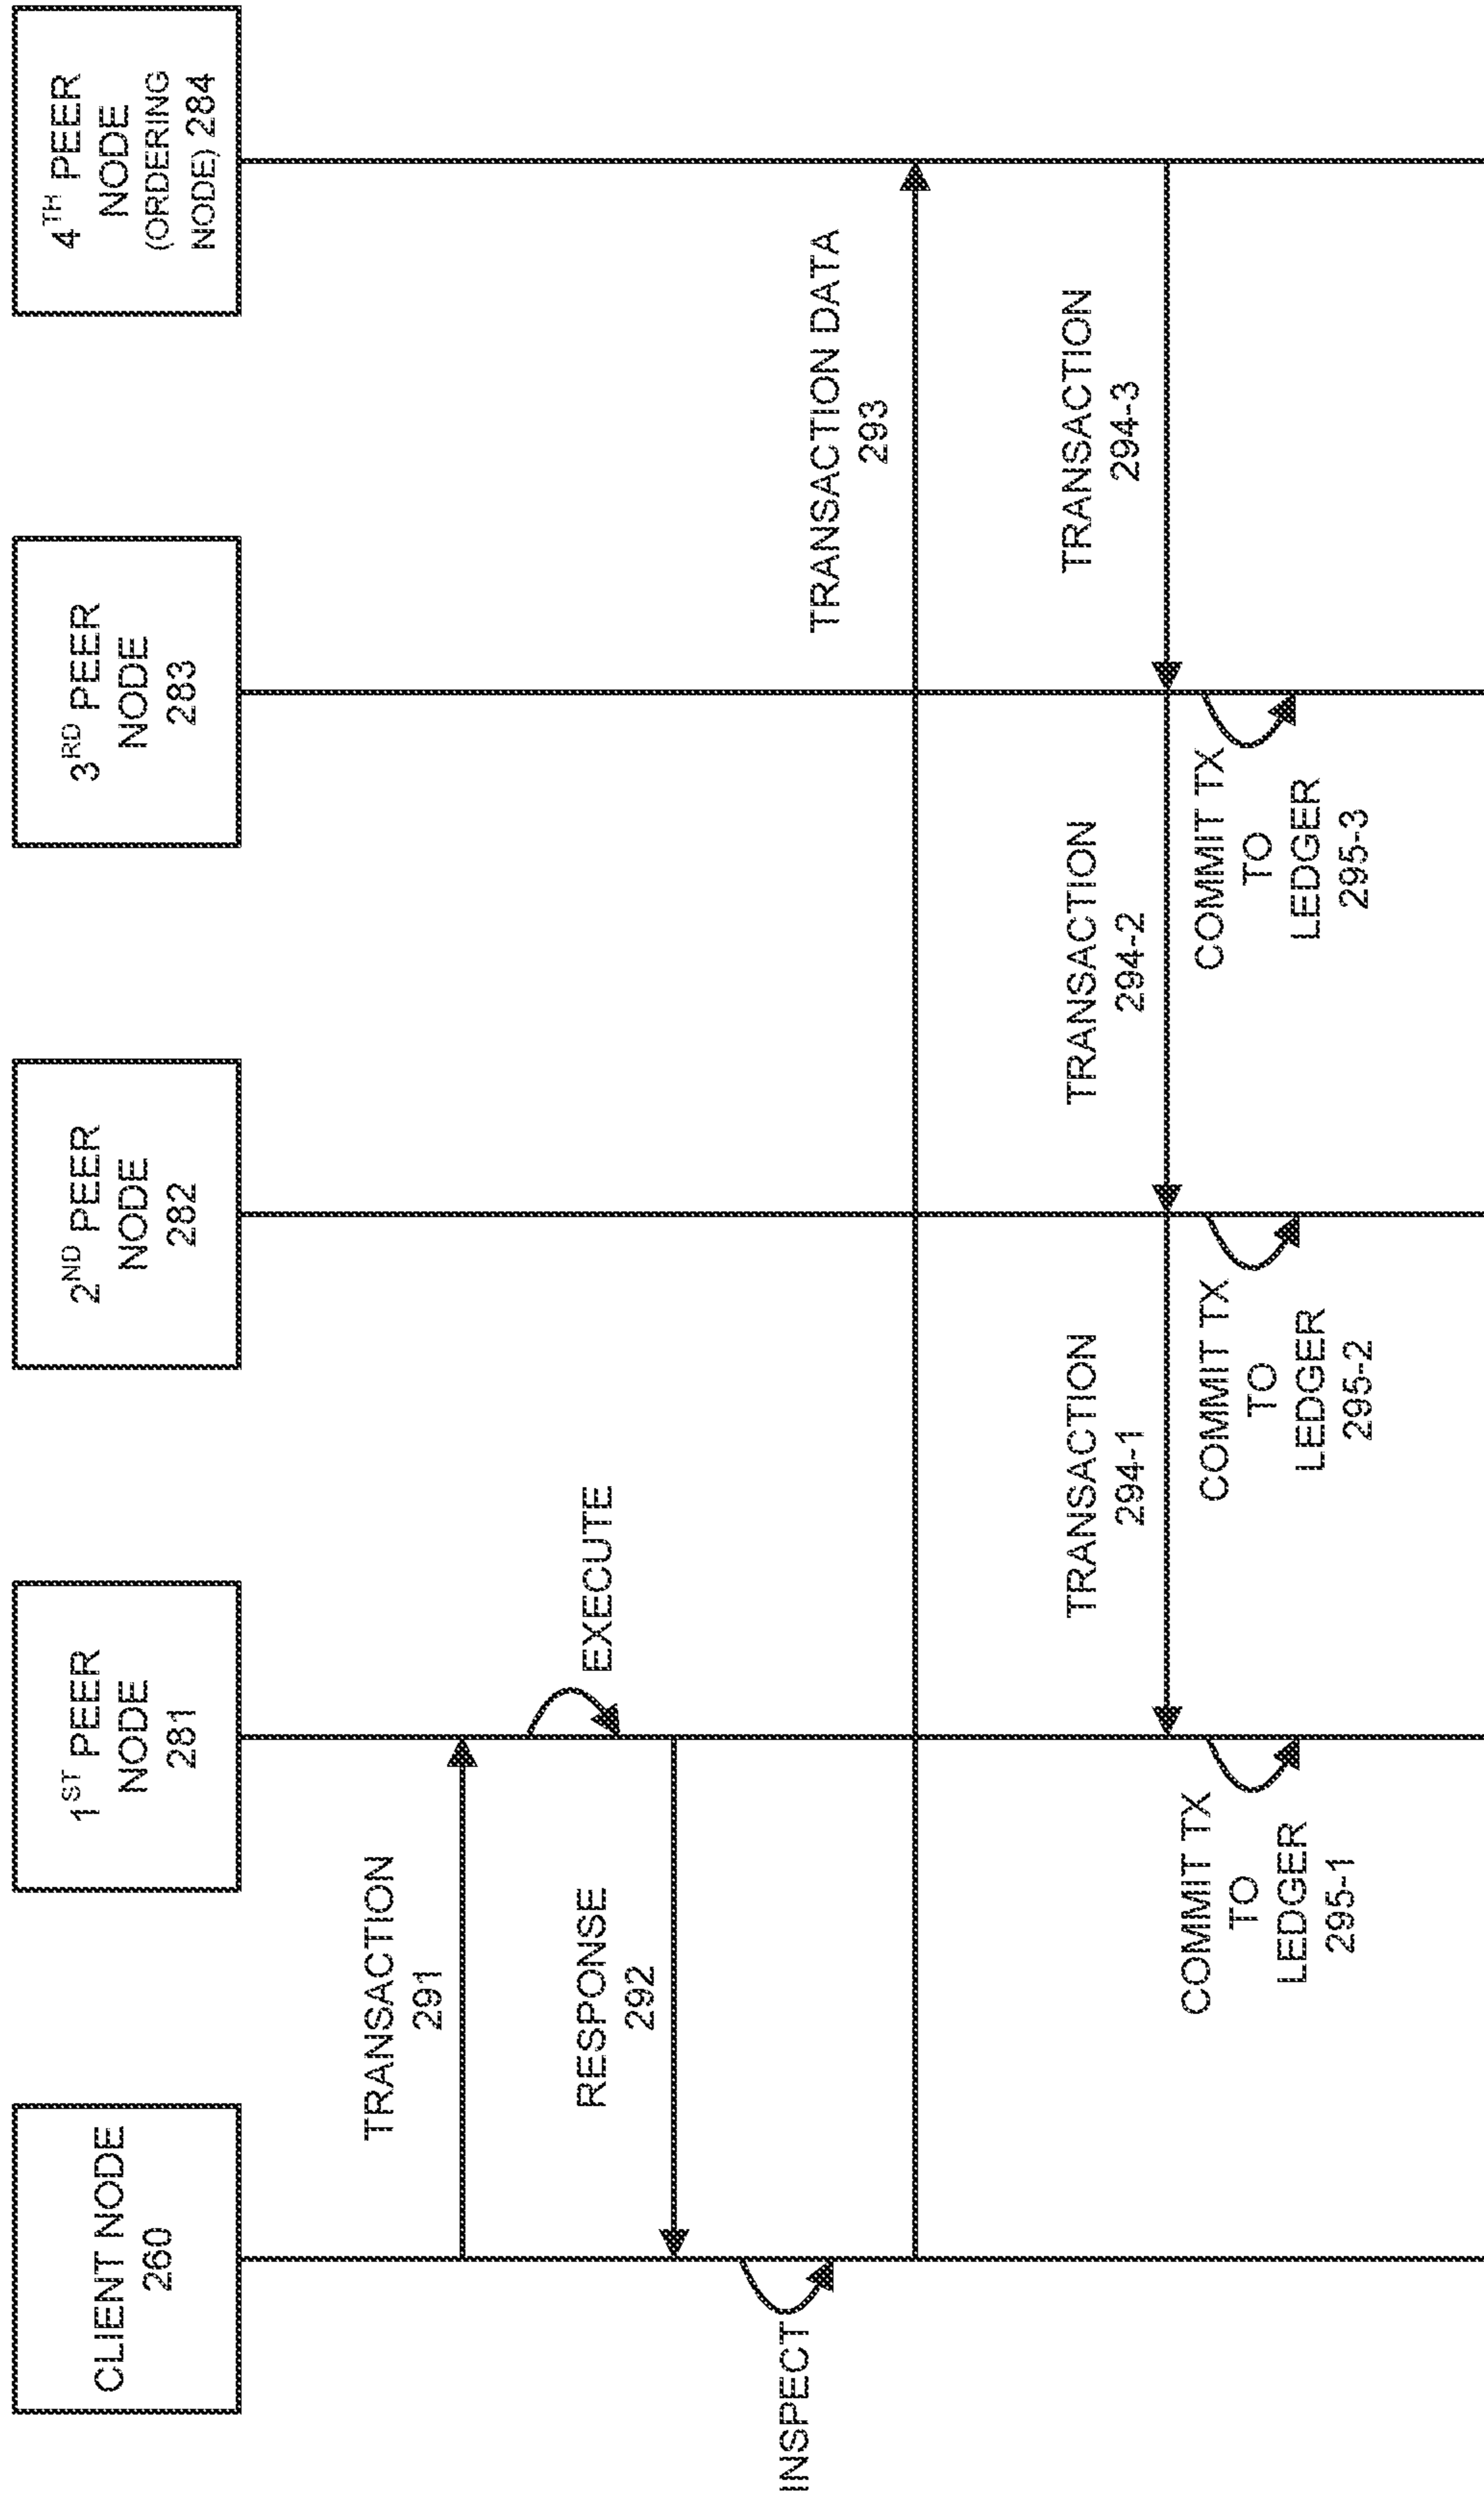 CLIENT NODE
260
1ST PEER
NODE
281
2ND PEER
NODE
282
3RD PEER
NODE
283
4TH PEER
NODE
(ORDERING
NODE) 284
TRANSACTION
291
EXECUTE
RESPONSE
292
INSPECT
TRANSACTION DATA
293
TRANSACTION
294-1
TRANSACTION
294-2
TRANSACTION
294-3
COMMIT TX
TO
LEDGER
295-1
COMMIT TX
TO
LEDGER
295-2
COMMIT TX
TO
LEDGER
295-3